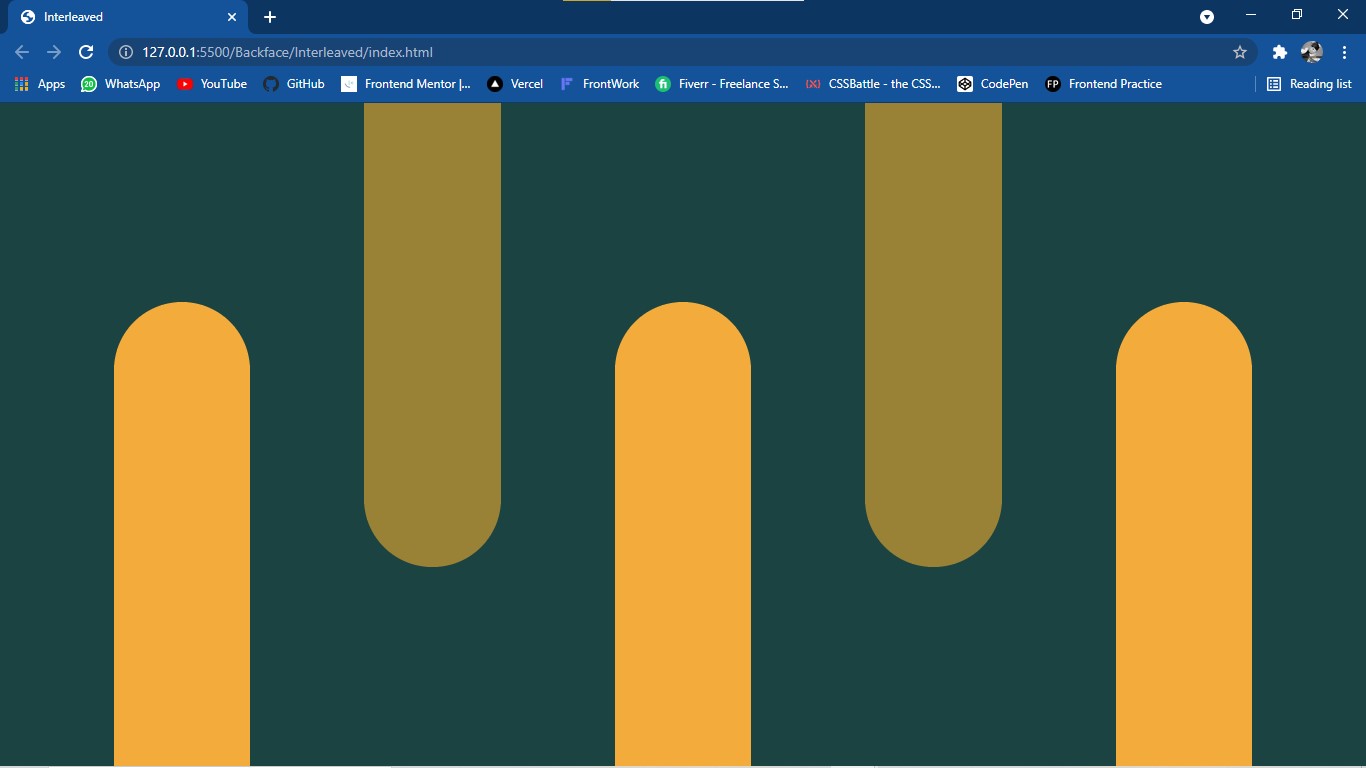 Interleaved
127.0.0.1:5500/Backface/Interleaved/index.html
Apps 20 WhatsApp YouTube GitHub Frontend Mentor |... Vercel FrontWork fi Fiverr - Freelance S... CSSBattle - the CSS... CodePen FP Frontend Practice Reading list